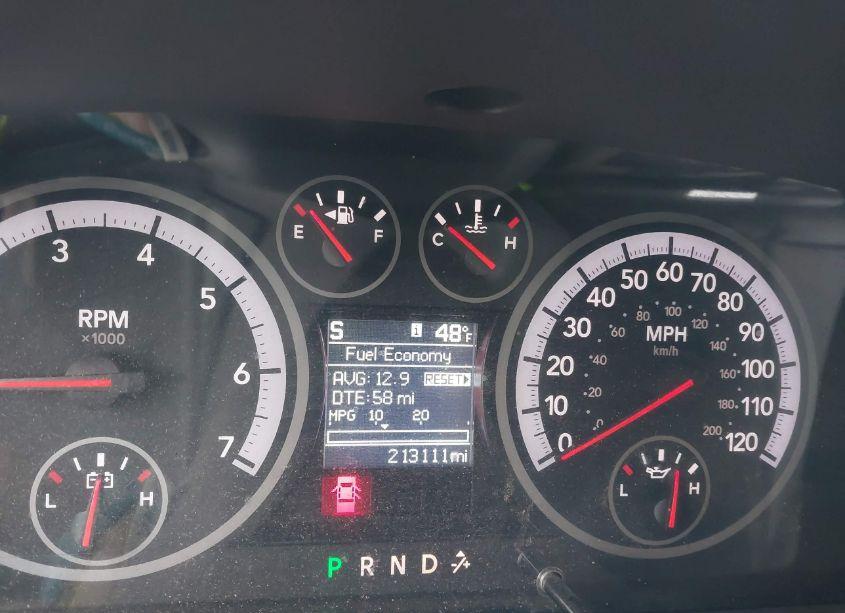 3
4
5
6
7
RPM
×1000
L
H
E
F
C
H
S i 48°F
Fuel Economy
AVG:12.9 RESET
DTE:58 mi
MPG 10 20
213111mi
P R N D
0
10
20
30
40
50
60
70
80
90
100
110
120
MPH
km/h
0
20
40
60
80
100
120
140
160
180
200
L
H